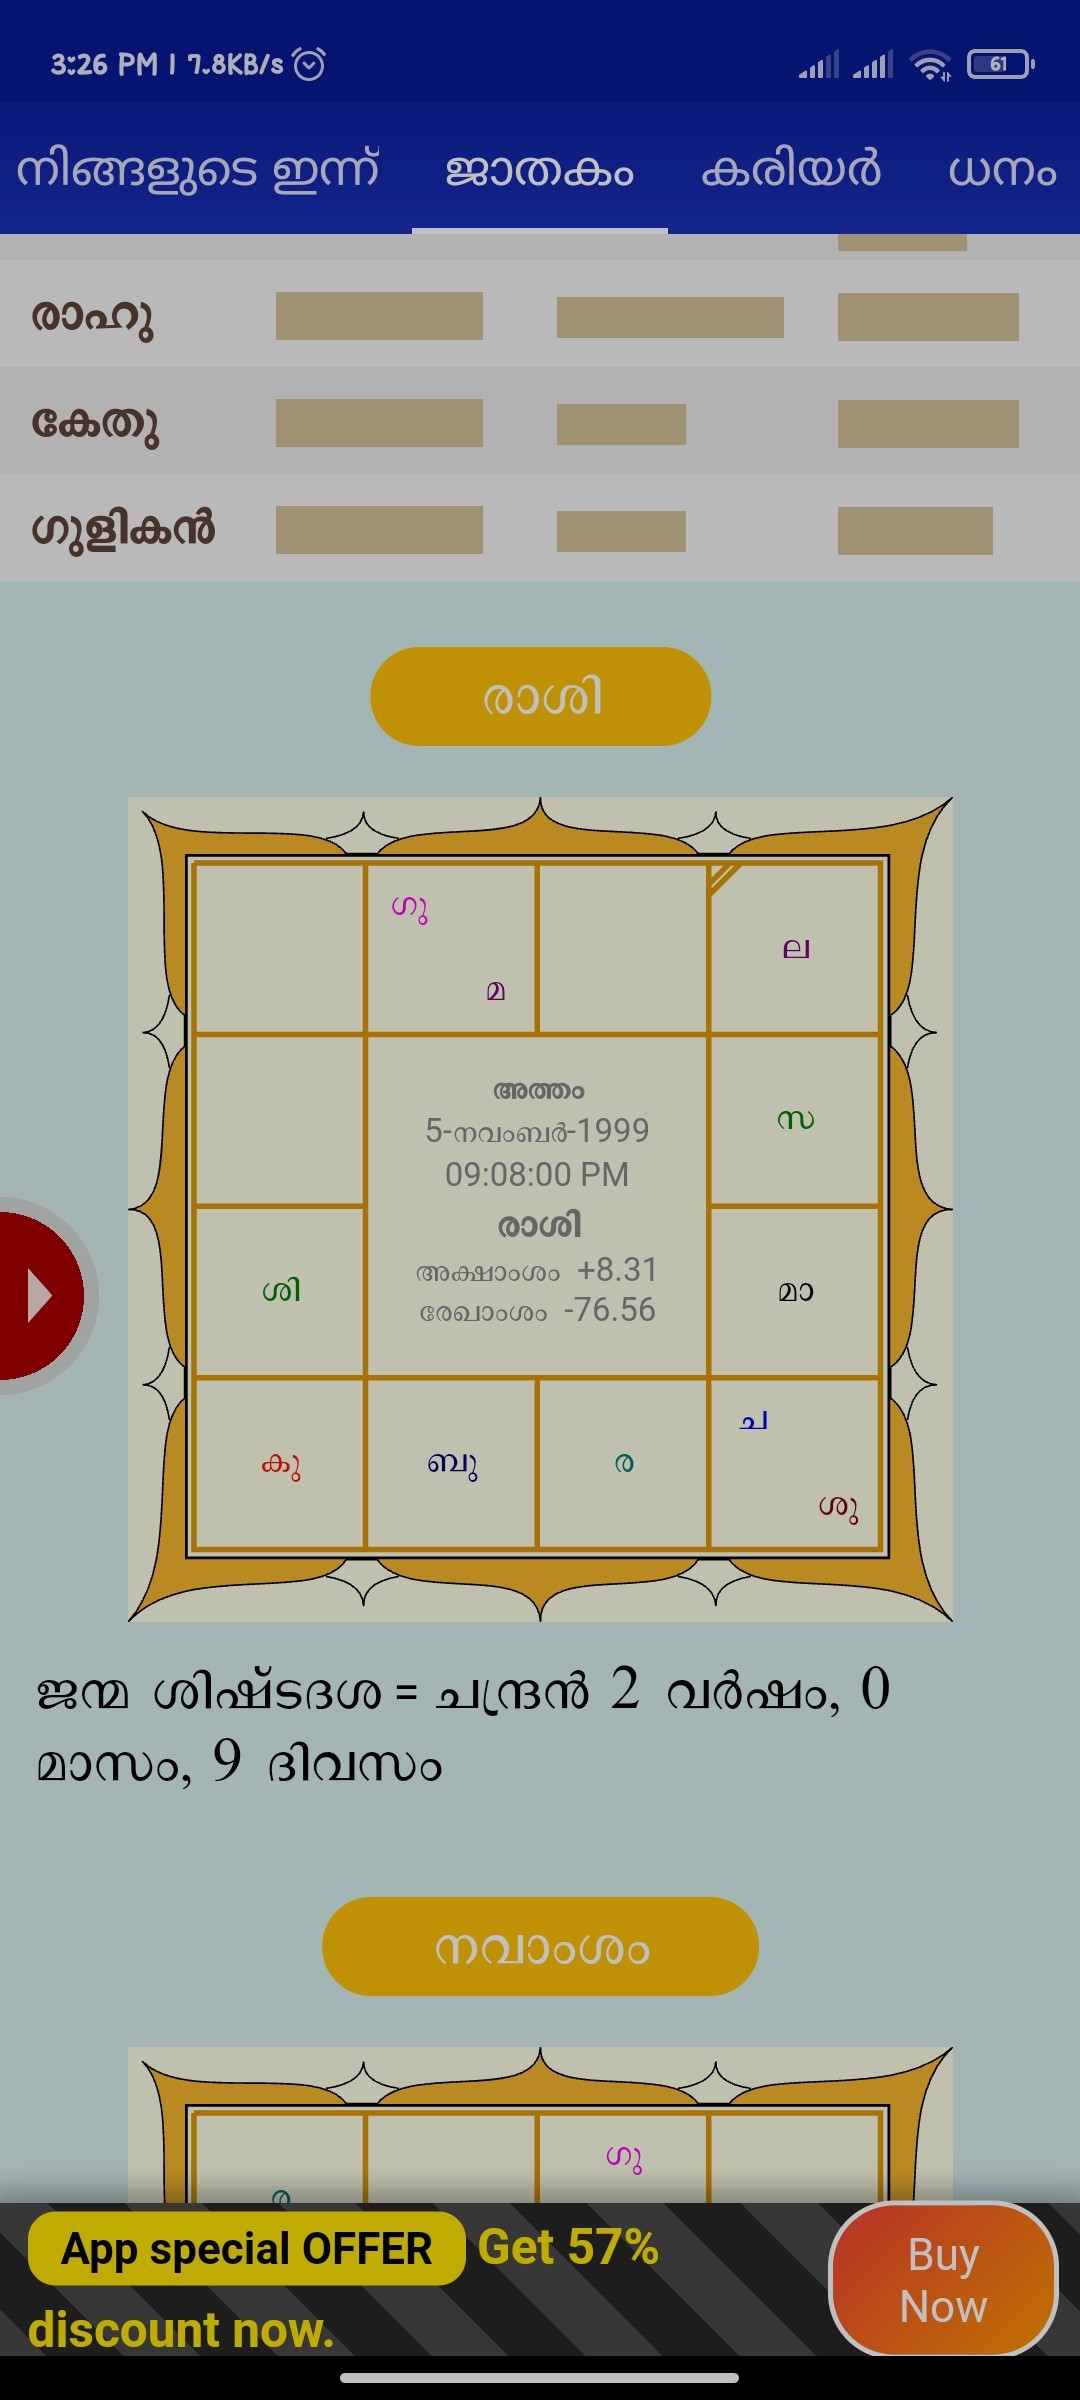 3:26 PM | 7.8KB/s
61
നിങ്ങളുടെ ഇന്ന് ജാതകം കരിയർ ധനം
രാഹു
കേതു
ഗുളികൻ
രാശി
ഗു
മ
ല
അത്തം
5-നവംബർ-1999
09:08:00 PM
രാശി
അക്ഷാംശം +8.31
രേഖാംശം -76.56
സ
ശി
മാ
കു
ബു
ര
ച
ശു
ജന്മ ശിഷ്ടദശ = ചന്ദ്രൻ 2 വർഷം, 0
മാസം, 9 ദിവസം
നവാംശം
ഗു
ര
App special OFFER Get 57%
discount now.
Buy
Now